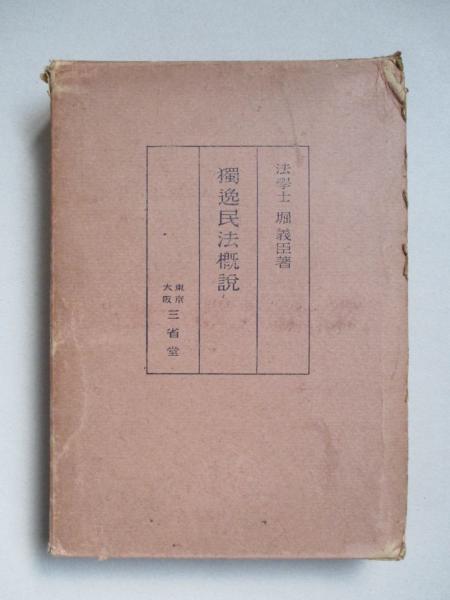 法學士 堀義臣著
獨逸民法概說
東京
大阪
三省堂